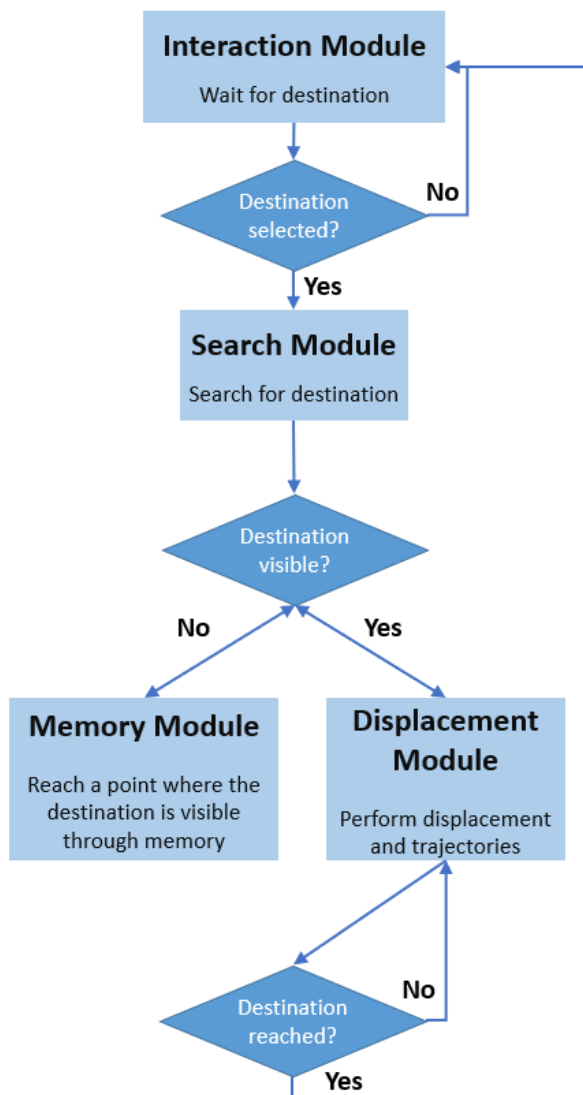 Interaction Module
Wait for destination
No
Destination
selected?
Yes
Search Module
Search for destination
Destination
visible?
No
Yes
Memory Module
Reach a point where the
destination is visible
through memory
Displacement
Module
Perform displacement
and trajectories
No
Destination
reached?
Yes